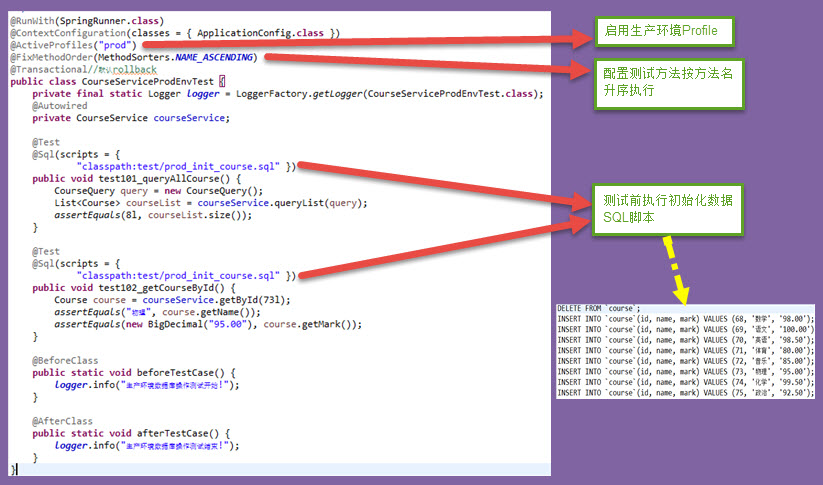 @RunWith(SpringRunner.class)
@ContextConfiguration(classes = { ApplicationConfig.class })
@ActiveProfiles("prod")
@FixMethodOrder(MethodSorters.NAME_ASCENDING)
@Transactional//默认rollback
public class CourseServiceProdEnvTest {
private final static Logger logger = LoggerFactory.getLogger(CourseServiceProdEnvTest.class);
@Autowired
private CourseService courseService;
@Test
@Sql(scripts = {
"classpath:test/prod_init_course.sql" })
public void test101_queryAllCourse() {
CourseQuery query = new CourseQuery();
List<Course> courseList = courseService.queryList(query);
assertEquals(8l, courseList.size());
}
@Test
@Sql(scripts = {
"classpath:test/prod_init_course.sql" })
public void test102_getCourseById() {
Course course = courseService.getById(73l);
assertEquals("物理", course.getName());
assertEquals(new BigDecimal("95.00"), course.getMark());
}
@BeforeClass
public static void beforeTestCase() {
logger.info("生产环境数据库操作测试开始!");
}
@AfterClass
public static void afterTestCase() {
logger.info("生产环境数据库操作测试结束!");
}
}
启用生产环境Profile
配置测试方法按方法名
升序执行
测试前执行初始化数据
SQL脚本
DELETE FROM `course`;
INSERT INTO `course`(id, name, mark) VALUES (68, '数学', '98.00');
INSERT INTO `course`(id, name, mark) VALUES (69, '语文', '100.00')
INSERT INTO `course`(id, name, mark) VALUES (70, '英语', '98.50');
INSERT INTO `course`(id, name, mark) VALUES (71, '体育', '80.00');
INSERT INTO `course`(id, name, mark) VALUES (72, '音乐', '85.00');
INSERT INTO `course`(id, name, mark) VALUES (73, '物理', '95.00');
INSERT INTO `course`(id, name, mark) VALUES (74, '化学', '99.50');
INSERT INTO `course`(id, name, mark) VALUES (75, '政治', '92.50');